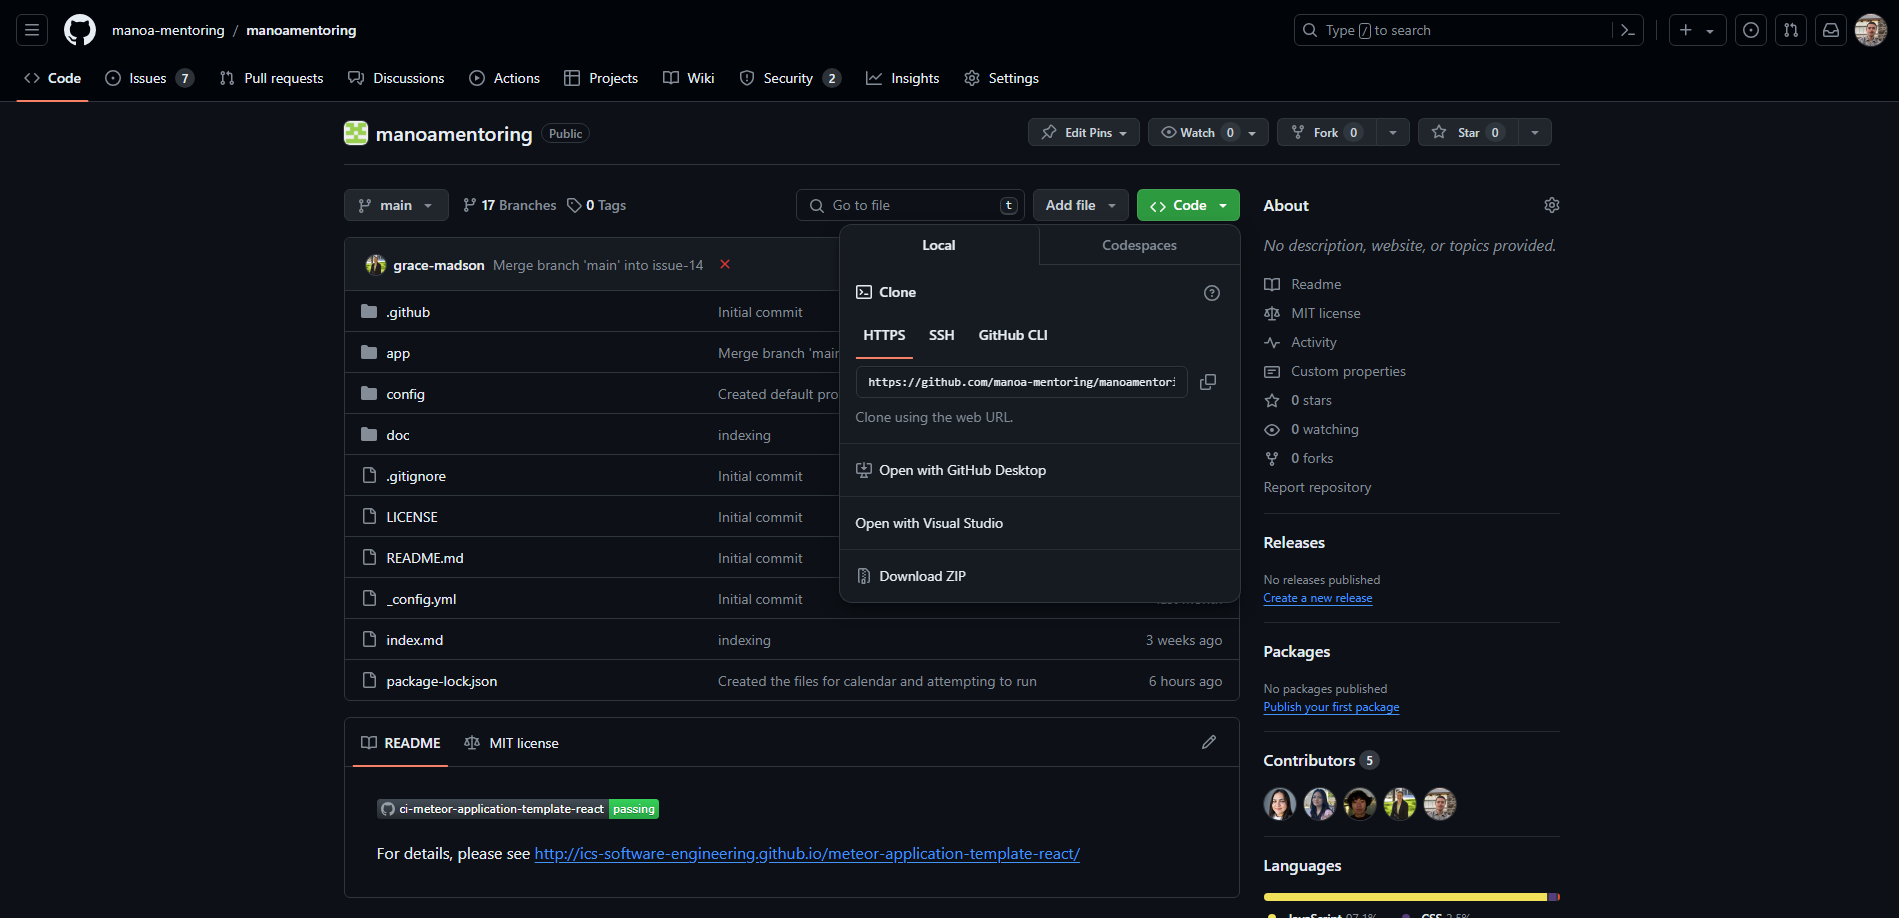 manoa-mentoring / manoamentoring
Type / to search
Code
Issues 7
Pull requests
Discussions
Actions
Projects
Wiki
Security 2
Insights
Settings
manoamentoring Public
Edit Pins
Watch 0
Fork 0
Star 0
main
17 Branches
0 Tags
Go to file t
Add file
Code
grace-madson Merge branch 'main' into issue-14
.github Initial commit
app Merge branch 'main
config Created default pro
doc indexing
.gitignore Initial commit
LICENSE Initial commit
README.md Initial commit
_config.yml Initial commit
index.md indexing 3 weeks ago
package-lock.json Created the files for calendar and attempting to run 6 hours ago
Local Codespaces
Clone
HTTPS SSH GitHub CLI
https://github.com/manoa-mentoring/manoamentori
Clone using the web URL.
Open with GitHub Desktop
Open with Visual Studio
Download ZIP
README MIT license
ci-meteor-application-template-react passing
For details, please see http://ics-software-engineering.github.io/meteor-application-template-react/
About
No description, website, or topics provided.
Readme
MIT license
Activity
Custom properties
0 stars
0 watching
0 forks
Report repository
Releases
No releases published
Create a new release
Packages
No packages published
Publish your first package
Contributors 5
Languages
JavaScript 97.1% CSS 2.5%